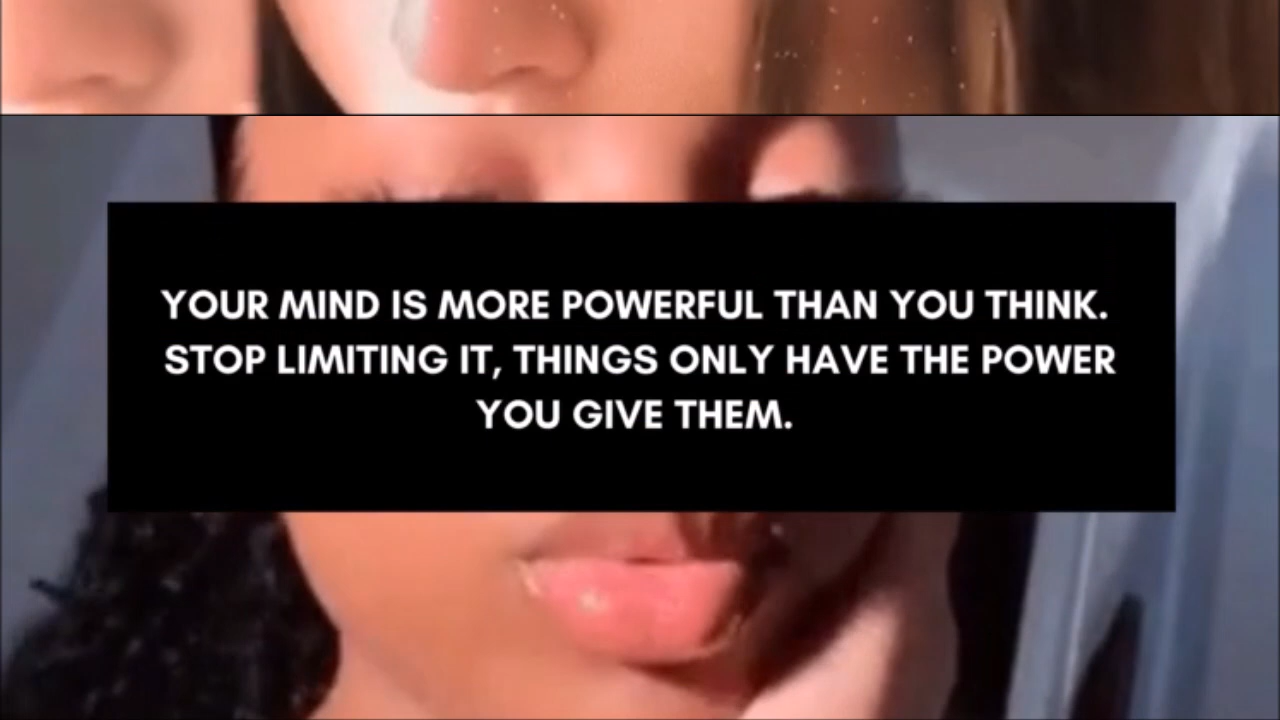 YOUR MIND IS MORE POWERFUL THAN YOU THINK.
STOP LIMITING IT, THINGS ONLY HAVE THE POWER
YOU GIVE THEM.